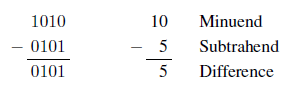 1010 10 Minuend
− 0101 − 5 Subtrahend
0101 5 Difference